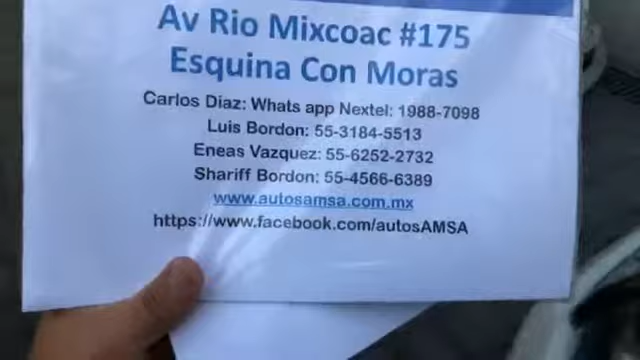 Av Rio Mixcoac #175
Esquina Con Moras
Carlos Diaz: Whats app Nextel: 1988-7098
Luis Bordon: 55-3184-5513
Eneas Vazquez: 55-6252-2732
Shariff Bordon: 55-4566-6389
www.autosamsa.com.mx
https://www.facebook.com/autosAMSA